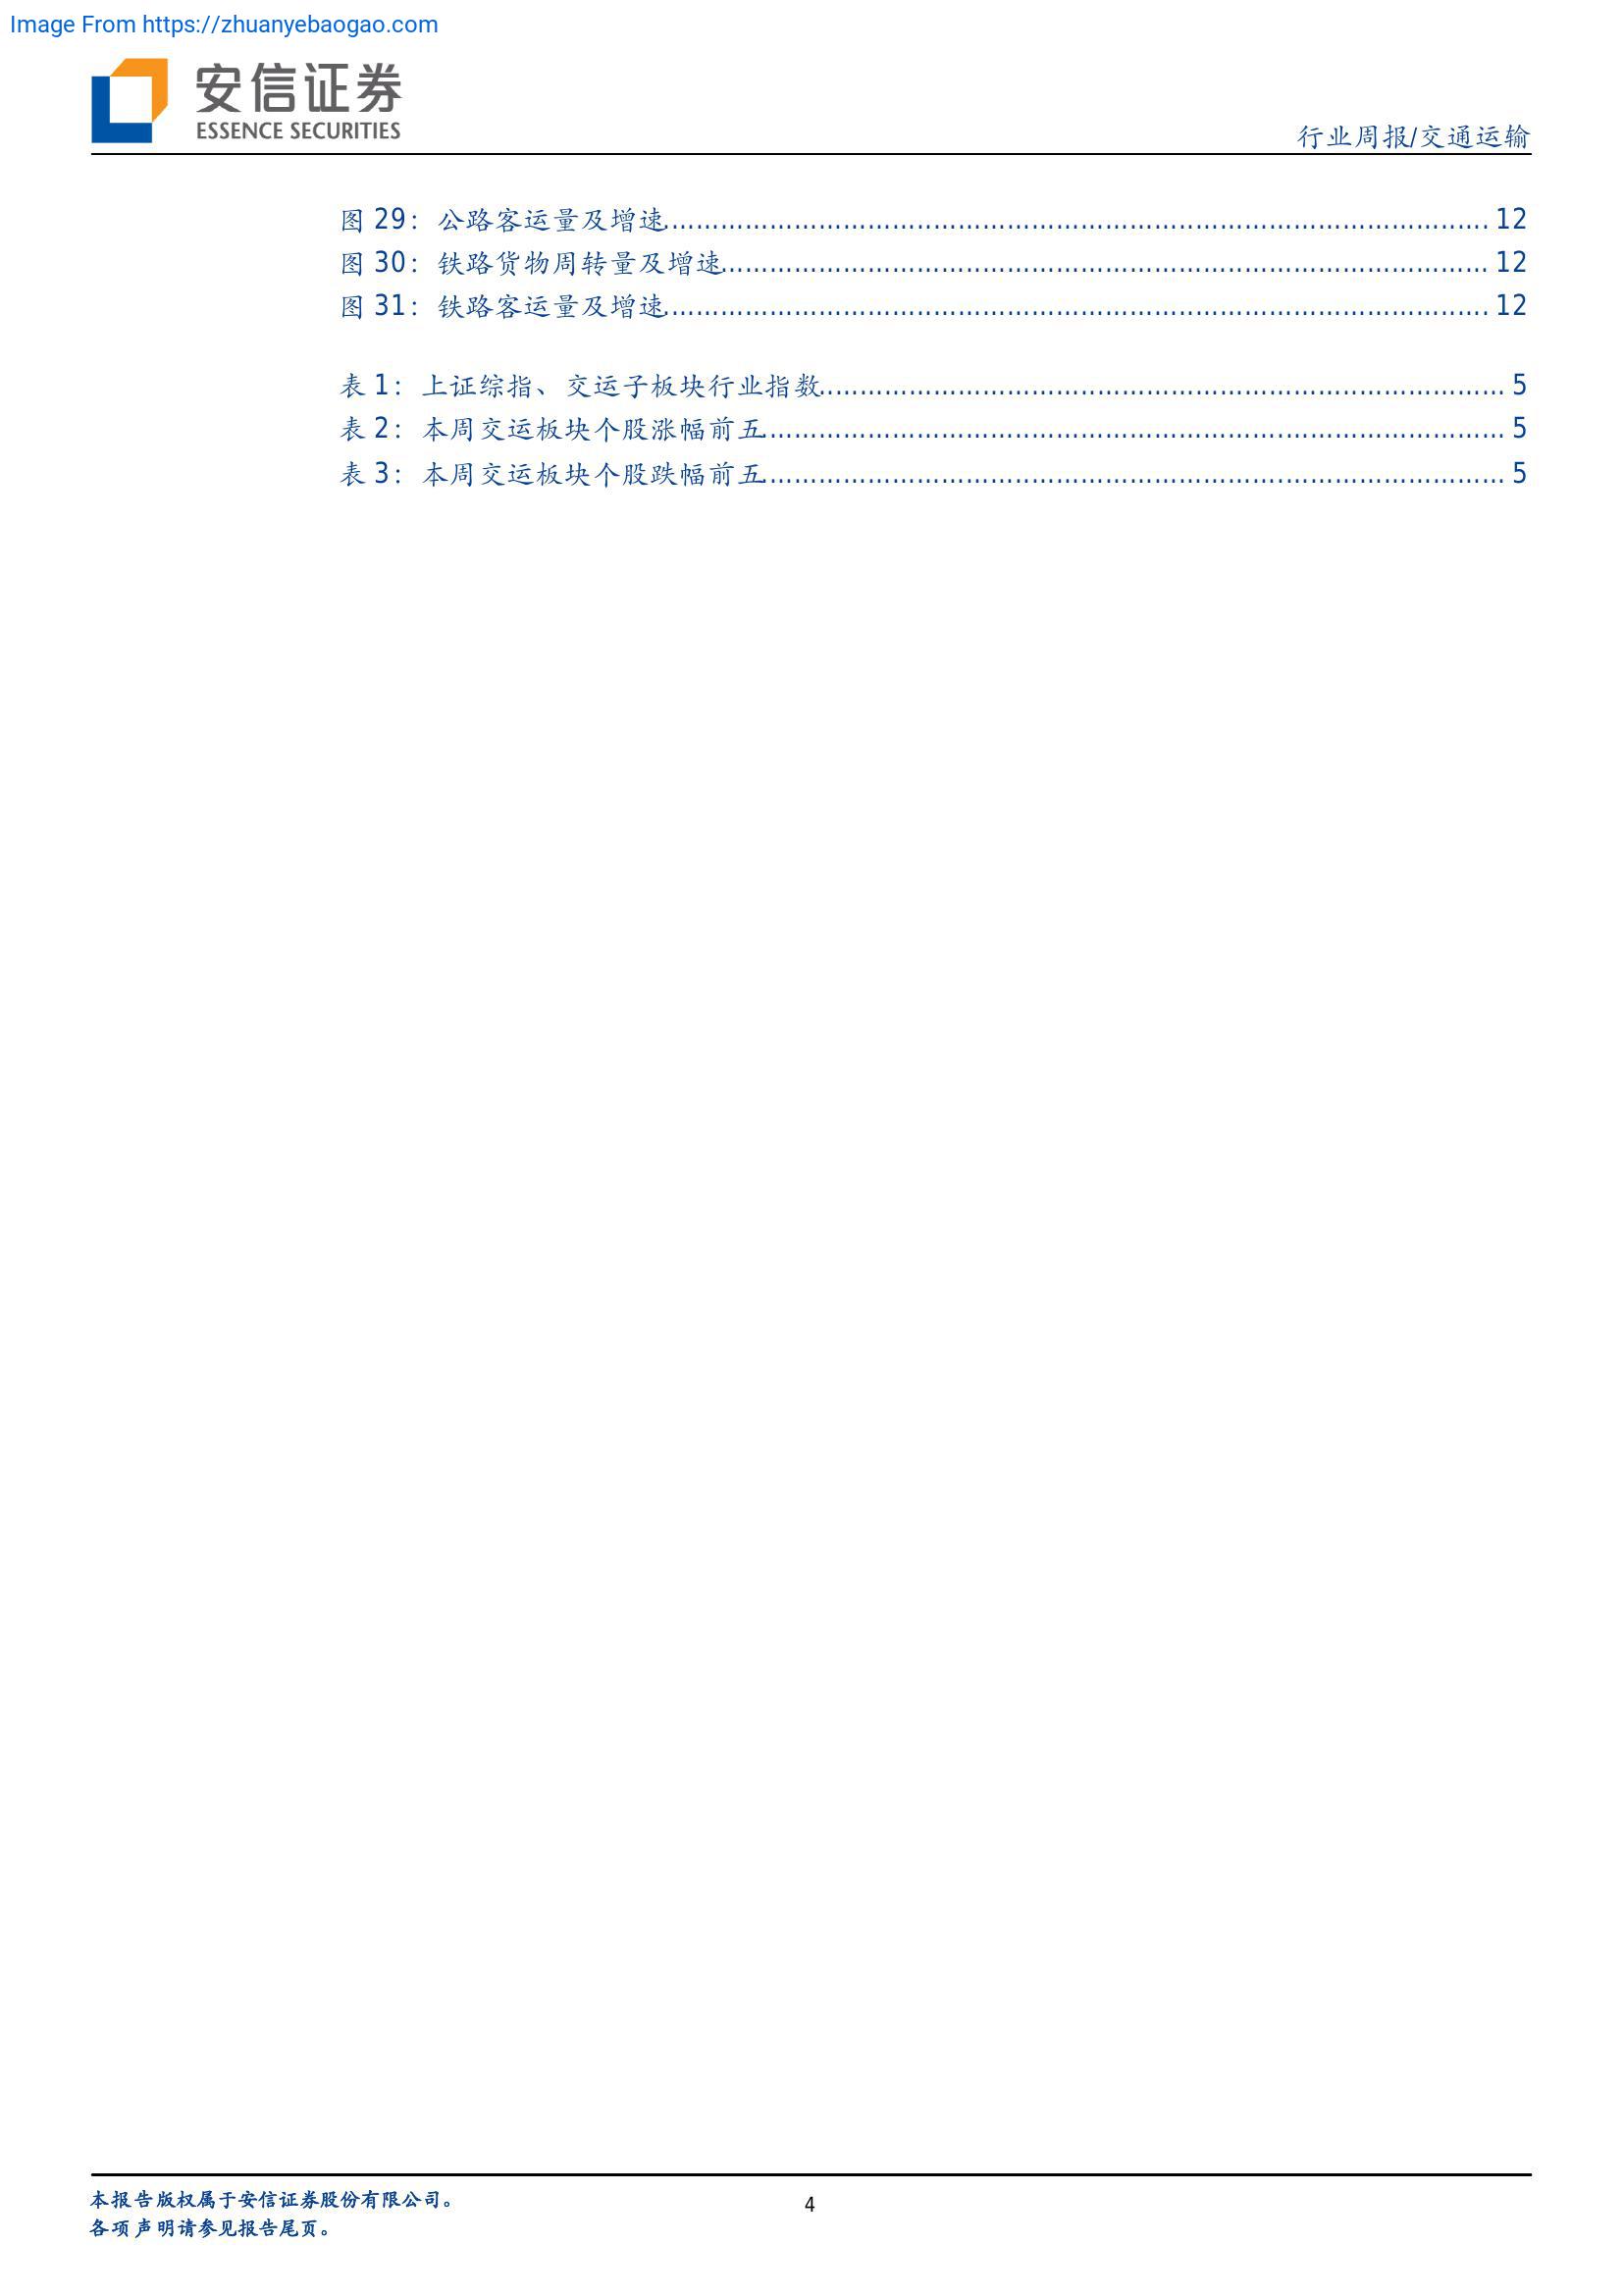 Image From https://zhuanyebaogao.com
安信证券
ESSENCE SECURITIES
行业周报/交通运输
图 29：公路客运量及增速........................................................................................................ 12
图 30：铁路货物周转量及增速................................................................................................. 12
图 31：铁路客运量及增速........................................................................................................ 12
表 1：上证综指、交运子板块行业指数..................................................................................... 5
表 2：本周交运板块个股涨幅前五............................................................................................ 5
表 3：本周交运板块个股跌幅前五............................................................................................ 5
本报告版权属于安信证券股份有限公司。
4
各项声明请参见报告尾页。